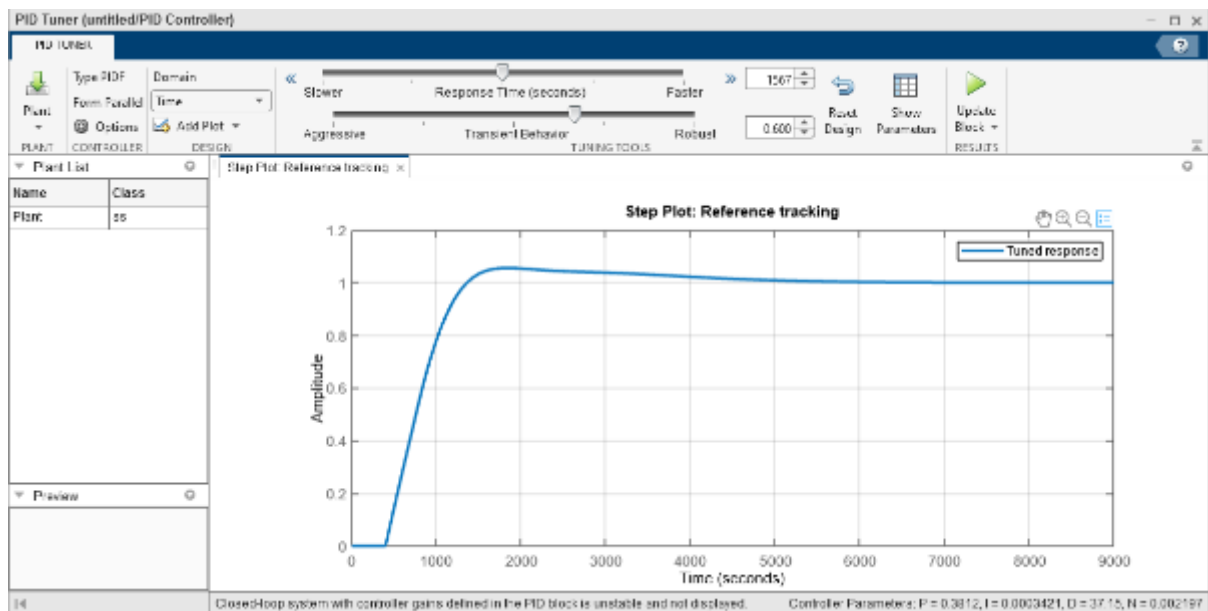 PID Tuner (untitled/PID Controller)
PID TUNER
Plant
Type: PIDF
Form: Parallel
Options
Domain
Time
Add Plot
Slower
Response Time (seconds)
Faster
1567
Aggressive
Transient Behavior
Robust
0.600
Reset
Design
Show
Parameters
Update
Block
PLANT CONTROLLER DESIGN TUNING TOOLS RESULTS
Plant List
Name Class
Plant ss
Preview
Step Plot: Reference tracking
Step Plot: Reference tracking
Tuned response
1.2
1
0.8
0.6
0.4
0.2
0
Amplitude
0 1000 2000 3000 4000 5000 6000 7000 8000 9000
Time (seconds)
Closed-loop system with controller gains defined in the PID block is unstable and not displayed.
Controller Parameters: P = 0.3812, I = 0.0003421, D = 37.15, N = 0.002197